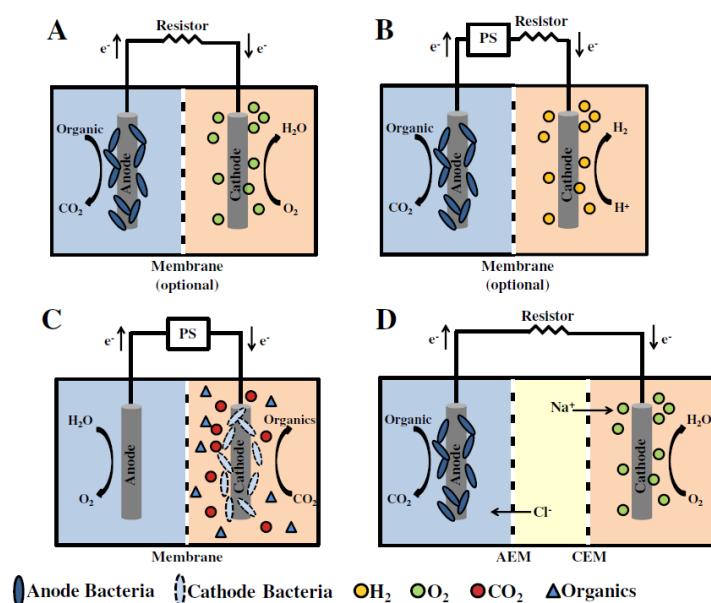 A
Resistor
e-
e-
Organic
CO2
Anode
Cathode
H2O
O2
Membrane
(optional)
B
PS
Resistor
e-
e-
Organic
CO2
Anode
Cathode
H2
H+
Membrane
(optional)
C
PS
e-
e-
H2O
O2
Anode
Cathode
Organics
CO2
Membrane
D
Resistor
e-
e-
Organic
CO2
Anode
Cl-
Na+
Cathode
H2O
O2
AEM
CEM
Anode Bacteria
Cathode Bacteria
H2
O2
CO2
Organics